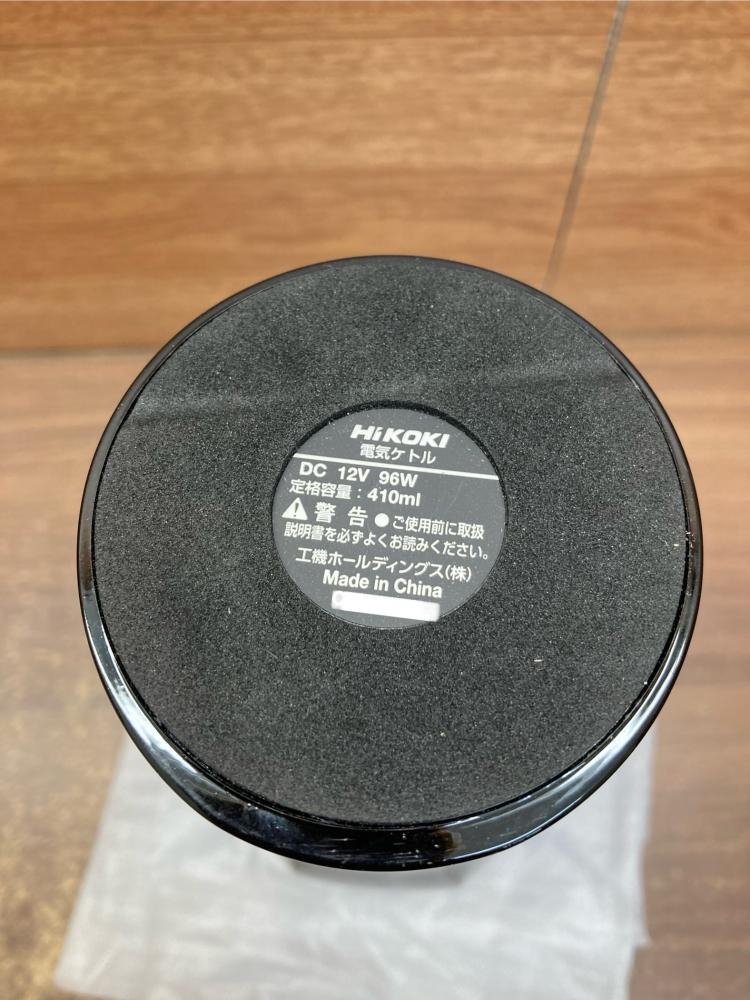 HiKOKI
電気ケトル
DC 12V 96W
定格容量：410ml
警告 ●ご使用前に取扱
説明書を必ずよくお読みください。
工機ホールディングス(株)
Made in China